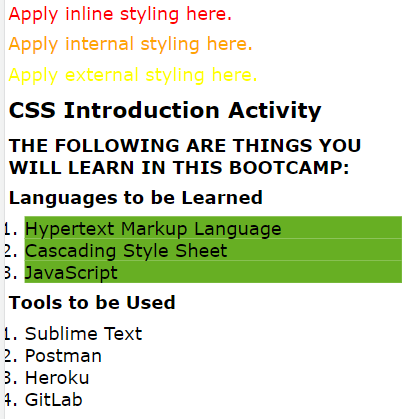 Apply inline styling here.
Apply internal styling here.
Apply external styling here.
CSS Introduction Activity
THE FOLLOWING ARE THINGS YOU
WILL LEARN IN THIS BOOTCAMP:
Languages to be Learned
1. Hypertext Markup Language
2. Cascading Style Sheet
3. JavaScript
Tools to be Used
1. Sublime Text
2. Postman
3. Heroku
4. GitLab